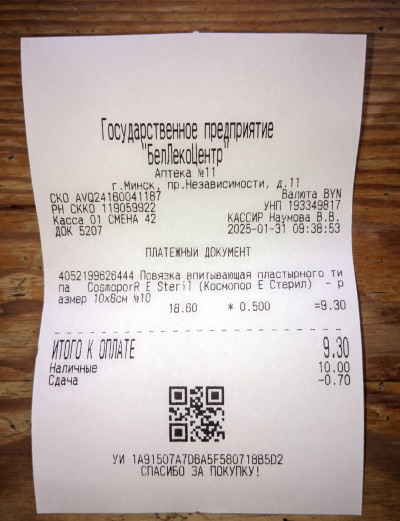 Государственное предприятие
"БелЛекоЦентр"
Аптека №11
г.Минск, пр.Независимости, д.11
СКО AVQ24160041187 Валюта BYN
РН СККО 119059922 УНП 193349817
Касса 01 СМЕНА 42 КАССИР Наумова В.В.
ДОК 5207 2025-01-31 09:38:53
ПЛАТЕЖНЫЙ ДОКУМЕНТ
4052199626444 Повязка впитывающая пластырного ти
па CosmoporR E Steril (Космопор Е Стерил) - р
азмер 10х6см №10
18.60 * 0.500 =9.30
ИТОГО К ОПЛАТЕ 9.30
Наличные 10.00
Сдача -0.70
УИ 1A91507A7D6A5F580718B5D2
СПАСИБО ЗА ПОКУПКУ!